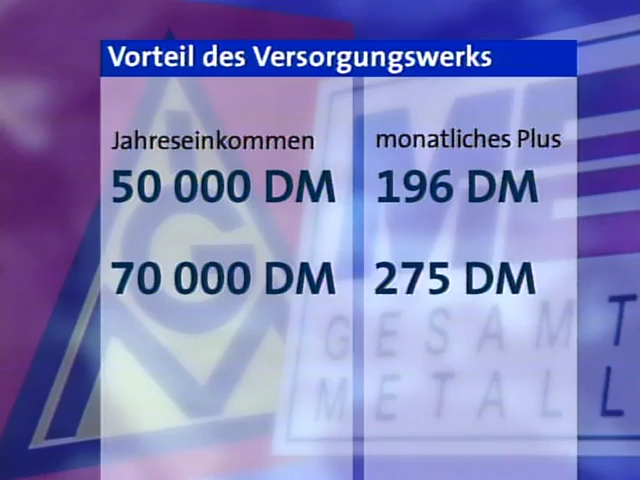 Vorteil des Versorgungswerks
Jahreseinkommen monatliches Plus
50 000 DM 196 DM
70 000 DM 275 DM
GESAMT
METALL